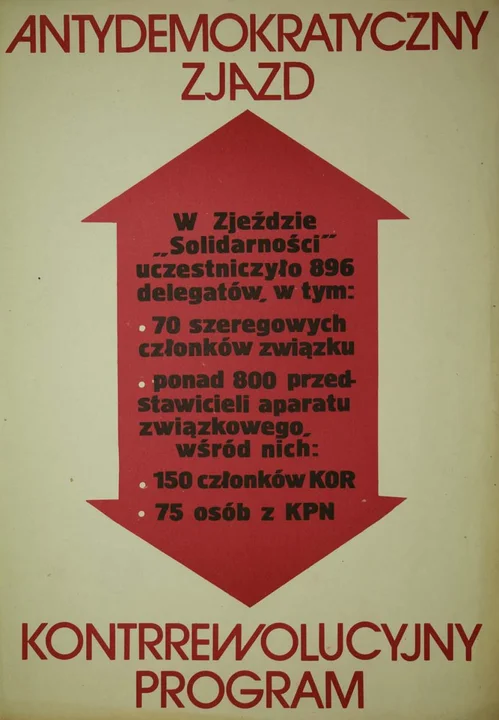 ANTYDEMOKRATYCZNY
ZJAZD
W Zjeździe
„Solidarności”
uczestniczyło 896
delegatów, w tym:
• 70 szeregowych
członków związku
• ponad 800 przed-
stawicieli aparatu
związkowego,
wśród nich:
• 150 członków KOR
• 75 osób z KPN
KONTRREWOLUCYJNY
PROGRAM